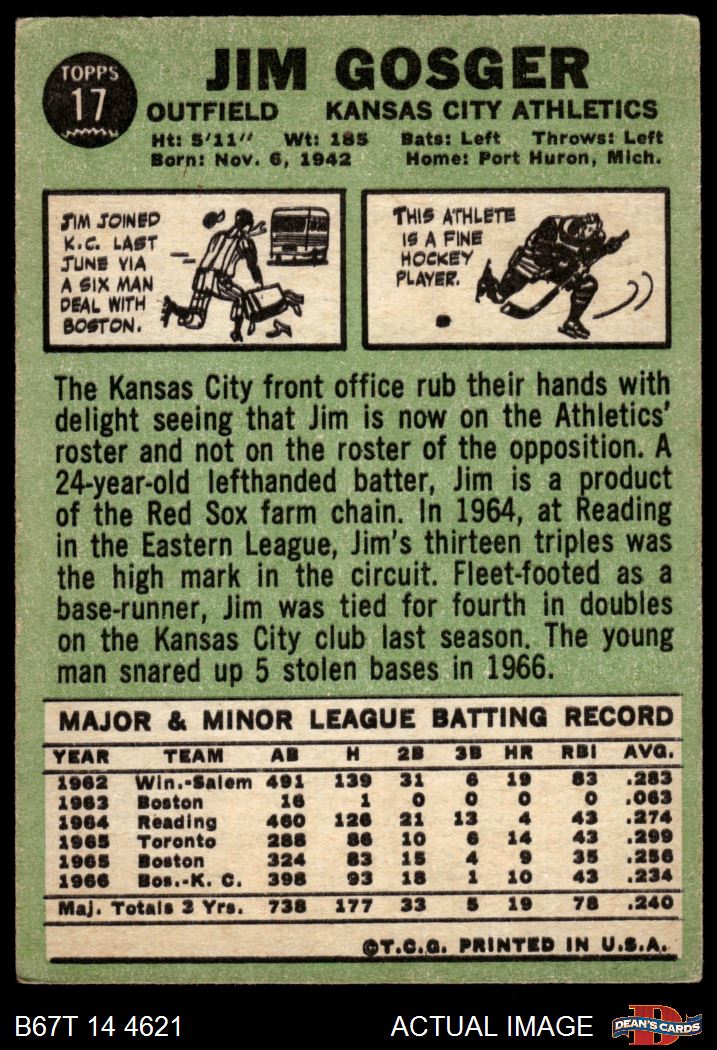 TOPPS
17
JIM GOSGER
OUTFIELD KANSAS CITY ATHLETICS
Ht: 5'11" Wt: 185 Bats: Left Throws: Left
Born: Nov. 6, 1942 Home: Port Huron, Mich.
JIM JOINED
K.C. LAST
JUNE VIA
A SIX MAN
DEAL WITH
BOSTON.
THIS ATHLETE
IS A FINE
HOCKEY
PLAYER.
The Kansas City front office rub their hands with
delight seeing that Jim is now on the Athletics'
roster and not on the roster of the opposition. A
24-year-old lefthanded batter, Jim is a product
of the Red Sox farm chain. In 1964, at Reading
in the Eastern League, Jim's thirteen triples was
the high mark in the circuit. Fleet-footed as a
base-runner, Jim was tied for fourth in doubles
on the Kansas City club last season. The young
man snared up 5 stolen bases in 1966.
MAJOR & MINOR LEAGUE BATTING RECORD
YEAR TEAM AB H 2B 3B HR RBI AVG.
1962 Win.-Salem 491 139 31 6 19 83 .283
1963 Boston 16 1 0 0 0 0 .063
1964 Reading 460 126 21 13 4 43 .274
1965 Toronto 288 86 10 6 14 43 .299
1965 Boston 324 83 15 4 9 35 .256
1966 Bos.-K. C. 398 93 18 1 10 43 .234
Maj. Totals 3 Yrs. 738 177 33 5 19 78 .240
©T.C.G. PRINTED IN U.S.A.
B67T 14 4621 ACTUAL IMAGE
D
DEAN'S CARDS